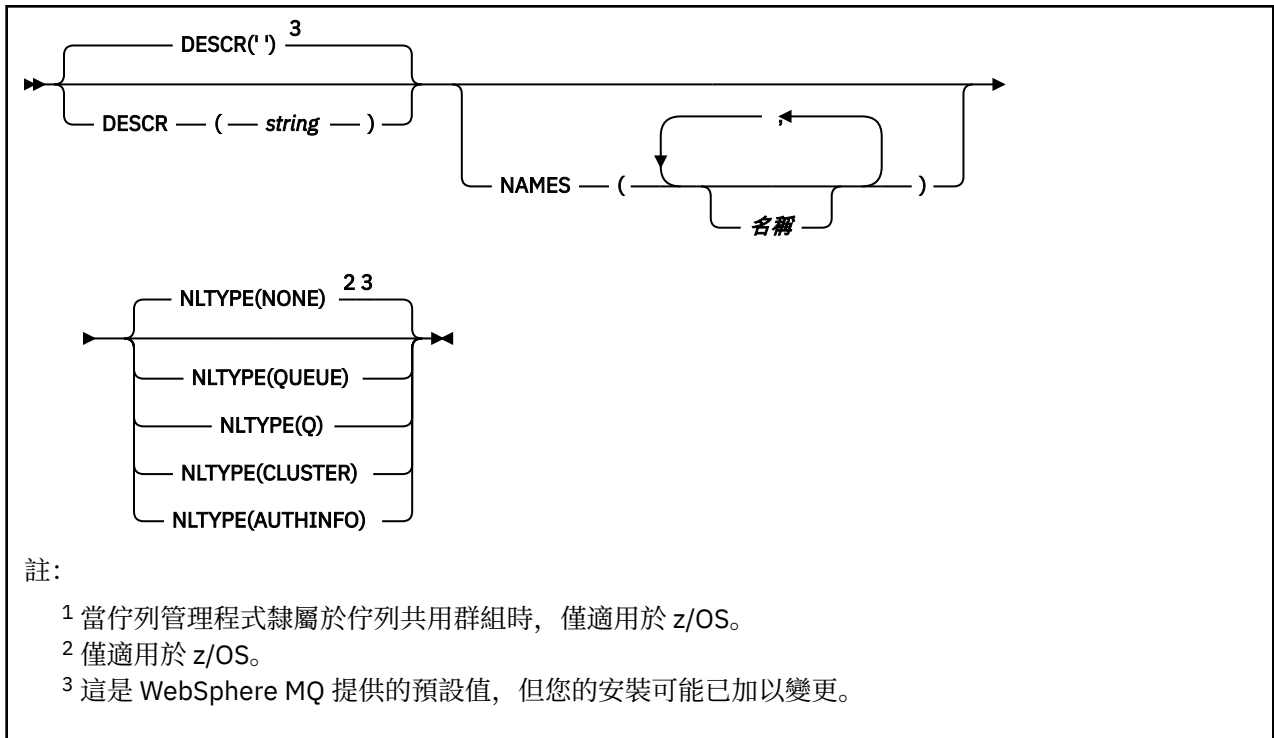 DESCR(' ') 3
DESCR ( string )
,
NAMES ( )
名稱
NLTYPE(NONE) 2 3
NLTYPE(QUEUE)
NLTYPE(Q)
NLTYPE(CLUSTER)
NLTYPE(AUTHINFO)
註：
1 當佇列管理程式隸屬於佇列共用群組時，僅適用於 z/OS。
2 僅適用於 z/OS。
3 這是 WebSphere MQ 提供的預設值，但您的安裝可能已加以變更。